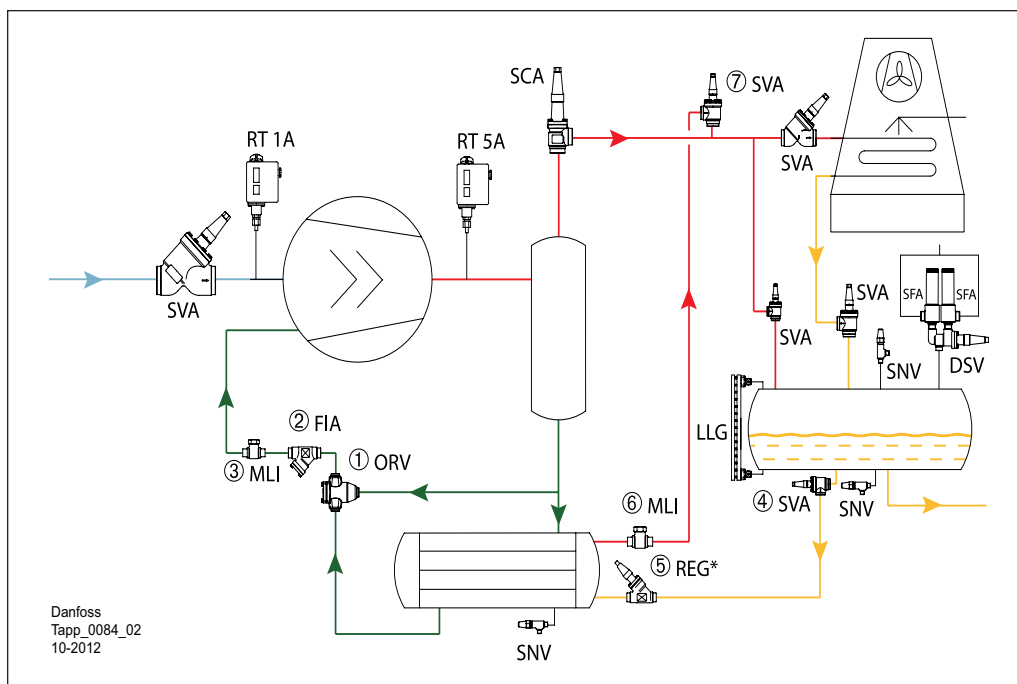 SCA
⑦ SVA
RT 1A
RT 5A
SVA
SVA
SVA
SFA
SFA
SVA
SNV
DSV
② FIA
LLG
③ MLI
① ORV
⑥ MLI
④ SVA
SNV
⑤ REG*
SNV
Danfoss
Tapp_0084_02
10-2012